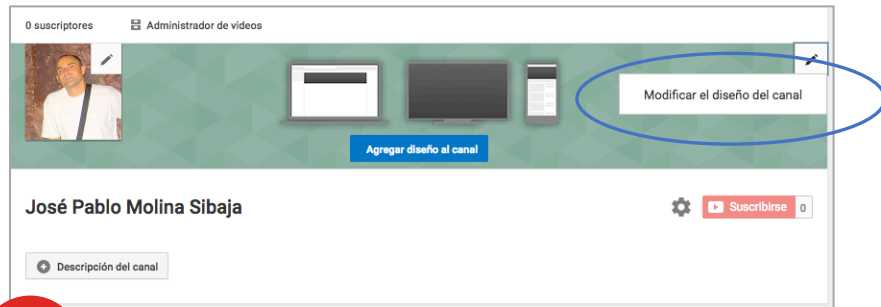 0 suscriptores Administrador de videos
Modificar el diseño del canal
Agregar diseño al canal
José Pablo Molina Sibaja
Suscribirse 0
Descripción del canal